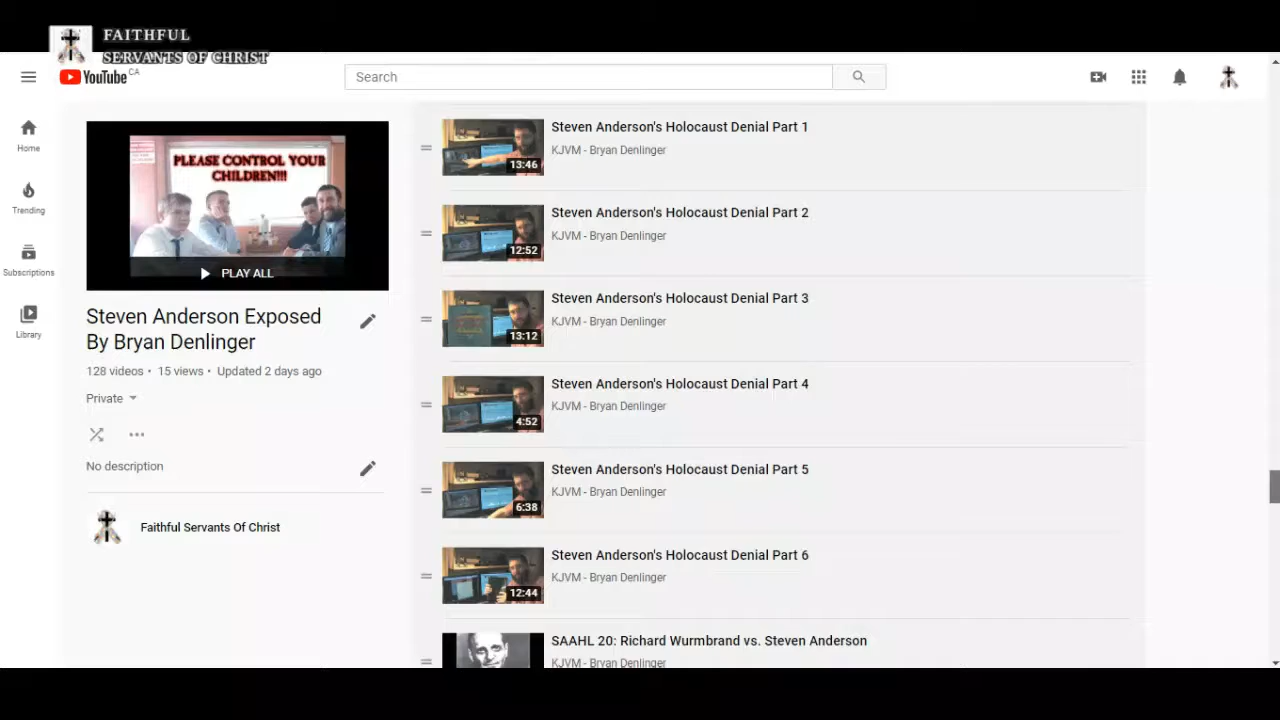 FAITHFUL
SERVANTS OF CHRIST
YouTube CA
Search
Home
Trending
Subscriptions
Library
PLEASE CONTROL YOUR
CHILDREN!!!
PLAY ALL
Steven Anderson Exposed
By Bryan Denlinger
128 videos • 15 views • Updated 2 days ago
Private
No description
Faithful Servants Of Christ
Steven Anderson's Holocaust Denial Part 1
KJVM - Bryan Denlinger
13:46
Steven Anderson's Holocaust Denial Part 2
KJVM - Bryan Denlinger
12:52
Steven Anderson's Holocaust Denial Part 3
KJVM - Bryan Denlinger
13:12
Steven Anderson's Holocaust Denial Part 4
KJVM - Bryan Denlinger
4:52
Steven Anderson's Holocaust Denial Part 5
KJVM - Bryan Denlinger
6:38
Steven Anderson's Holocaust Denial Part 6
KJVM - Bryan Denlinger
12:44
SAAHL 20: Richard Wurmbrand vs. Steven Anderson
KJVM - Bryan Denlinger